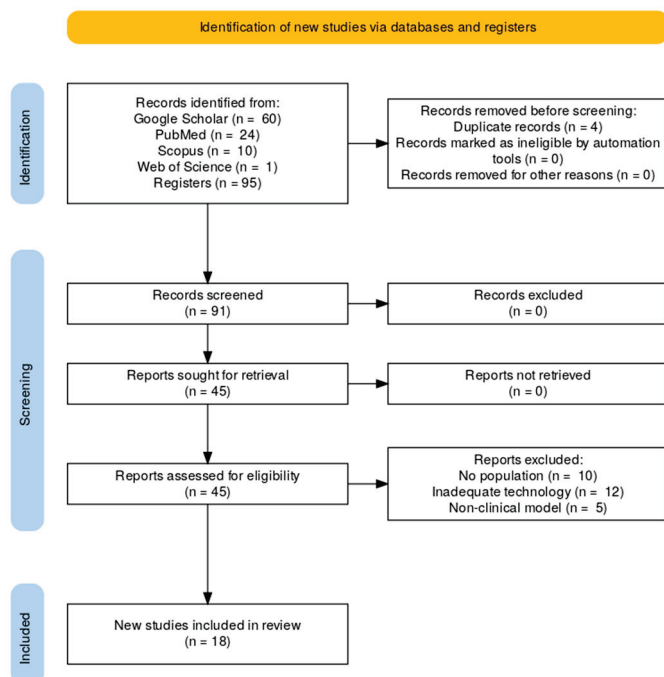 Identification of new studies via databases and registers
Identification
Records identified from:
Google Scholar (n = 60)
PubMed (n = 24)
Scopus (n = 10)
Web of Science (n = 1)
Registers (n = 95)
Records removed before screening:
Duplicate records (n = 4)
Records marked as ineligible by automation
tools (n = 0)
Records removed for other reasons (n = 0)
Screening
Records screened
(n = 91)
Records excluded
(n = 0)
Reports sought for retrieval
(n = 45)
Reports not retrieved
(n = 0)
Reports assessed for eligibility
(n = 45)
Reports excluded:
No population (n = 10)
Inadequate technology (n = 12)
Non-clinical model (n = 5)
Included
New studies included in review
(n = 18)